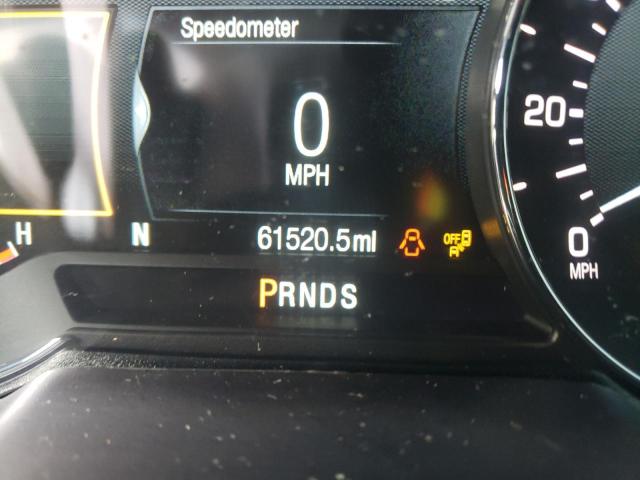 Speedometer
0
MPH
20
H
N
61520.5mi
OFF
0
MPH
PRNDS